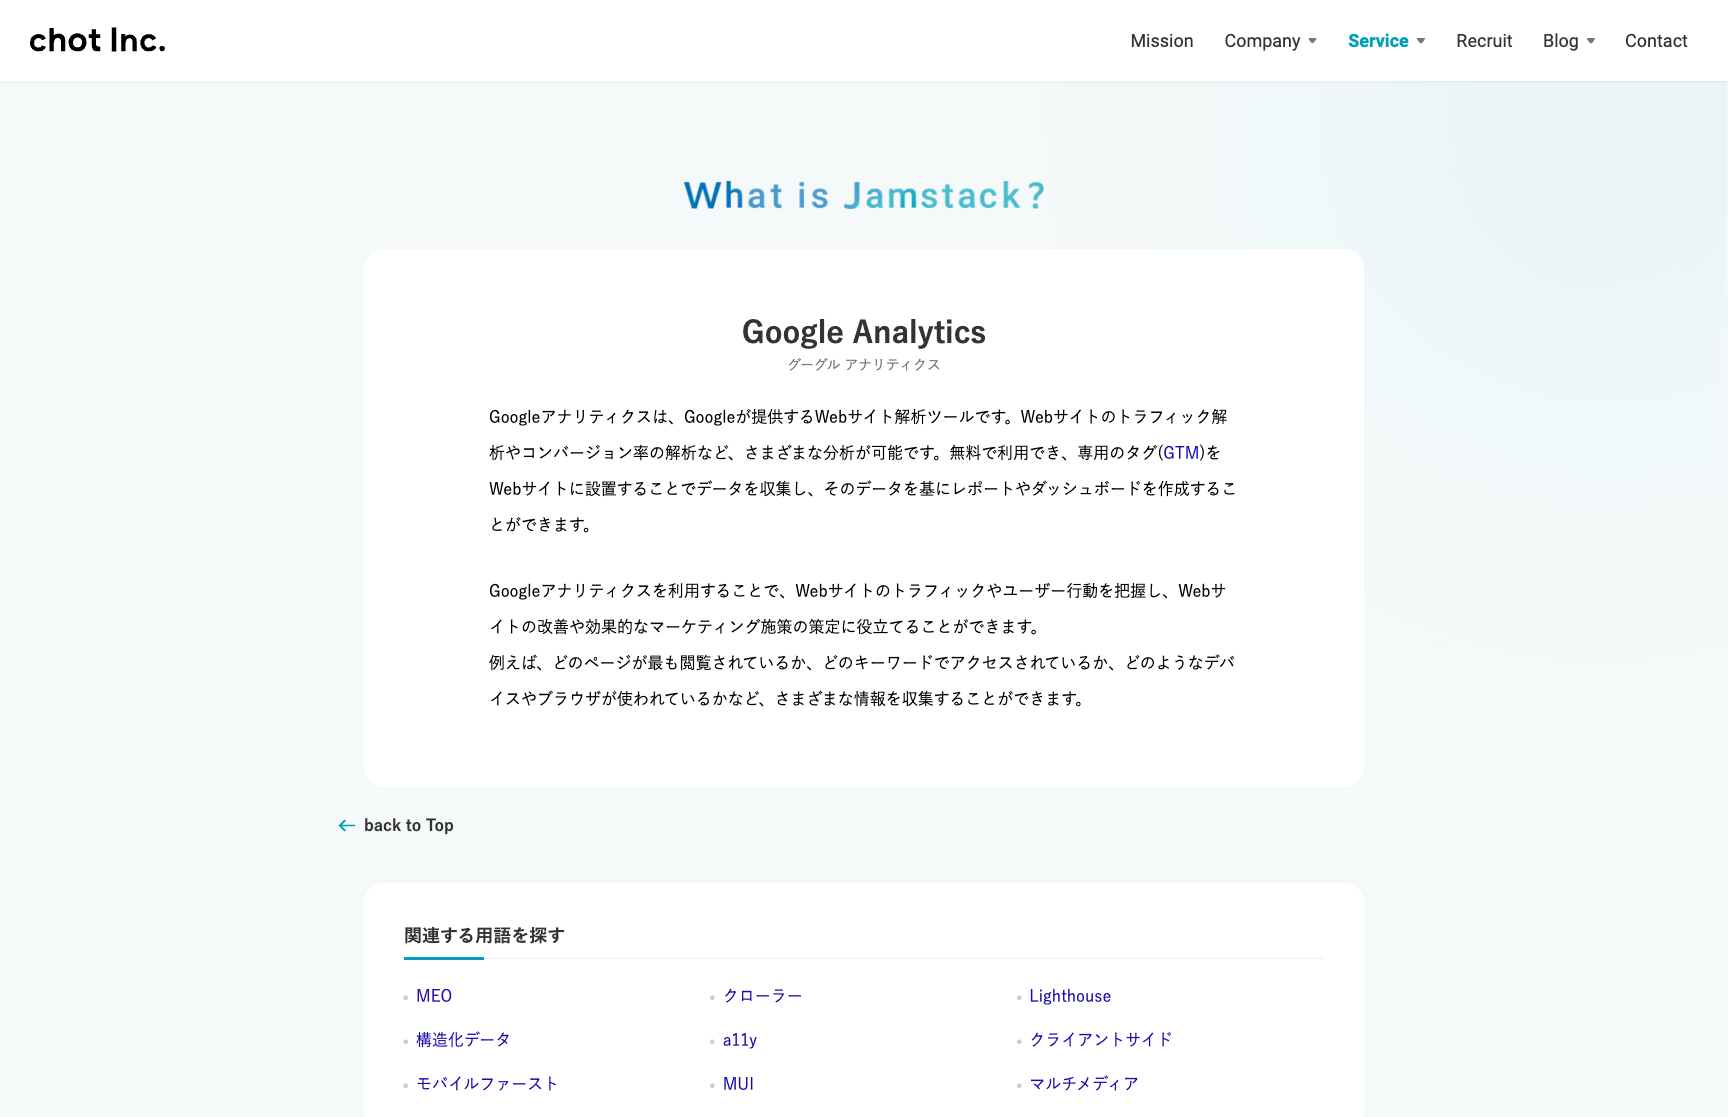 chot Inc.
Mission
Company
Service
Recruit
Blog
Contact
What is Jamstack?
Google Analytics
グーグル アナリティクス
Googleアナリティクスは、Googleが提供するWebサイト解析ツールです。Webサイトのトラフィック解
析やコンバージョン率の解析など、さまざまな分析が可能です。無料で利用でき、専用のタグ(GTM)を
Webサイトに設置することでデータを収集し、そのデータを基にレポートやダッシュボードを作成するこ
とができます。
Googleアナリティクスを利用することで、Webサイトのトラフィックやユーザー行動を把握し、Webサ
イトの改善や効果的なマーケティング施策の策定に役立てることができます。
例えば、どのページが最も閲覧されているか、どのキーワードでアクセスされているか、どのようなデバ
イスやブラウザが使われているかなど、さまざまな情報を収集することができます。
back to Top
関連する用語を探す
MEO
クローラー
Lighthouse
構造化データ
a11y
クライアントサイド
モバイルファースト
MUI
マルチメディア